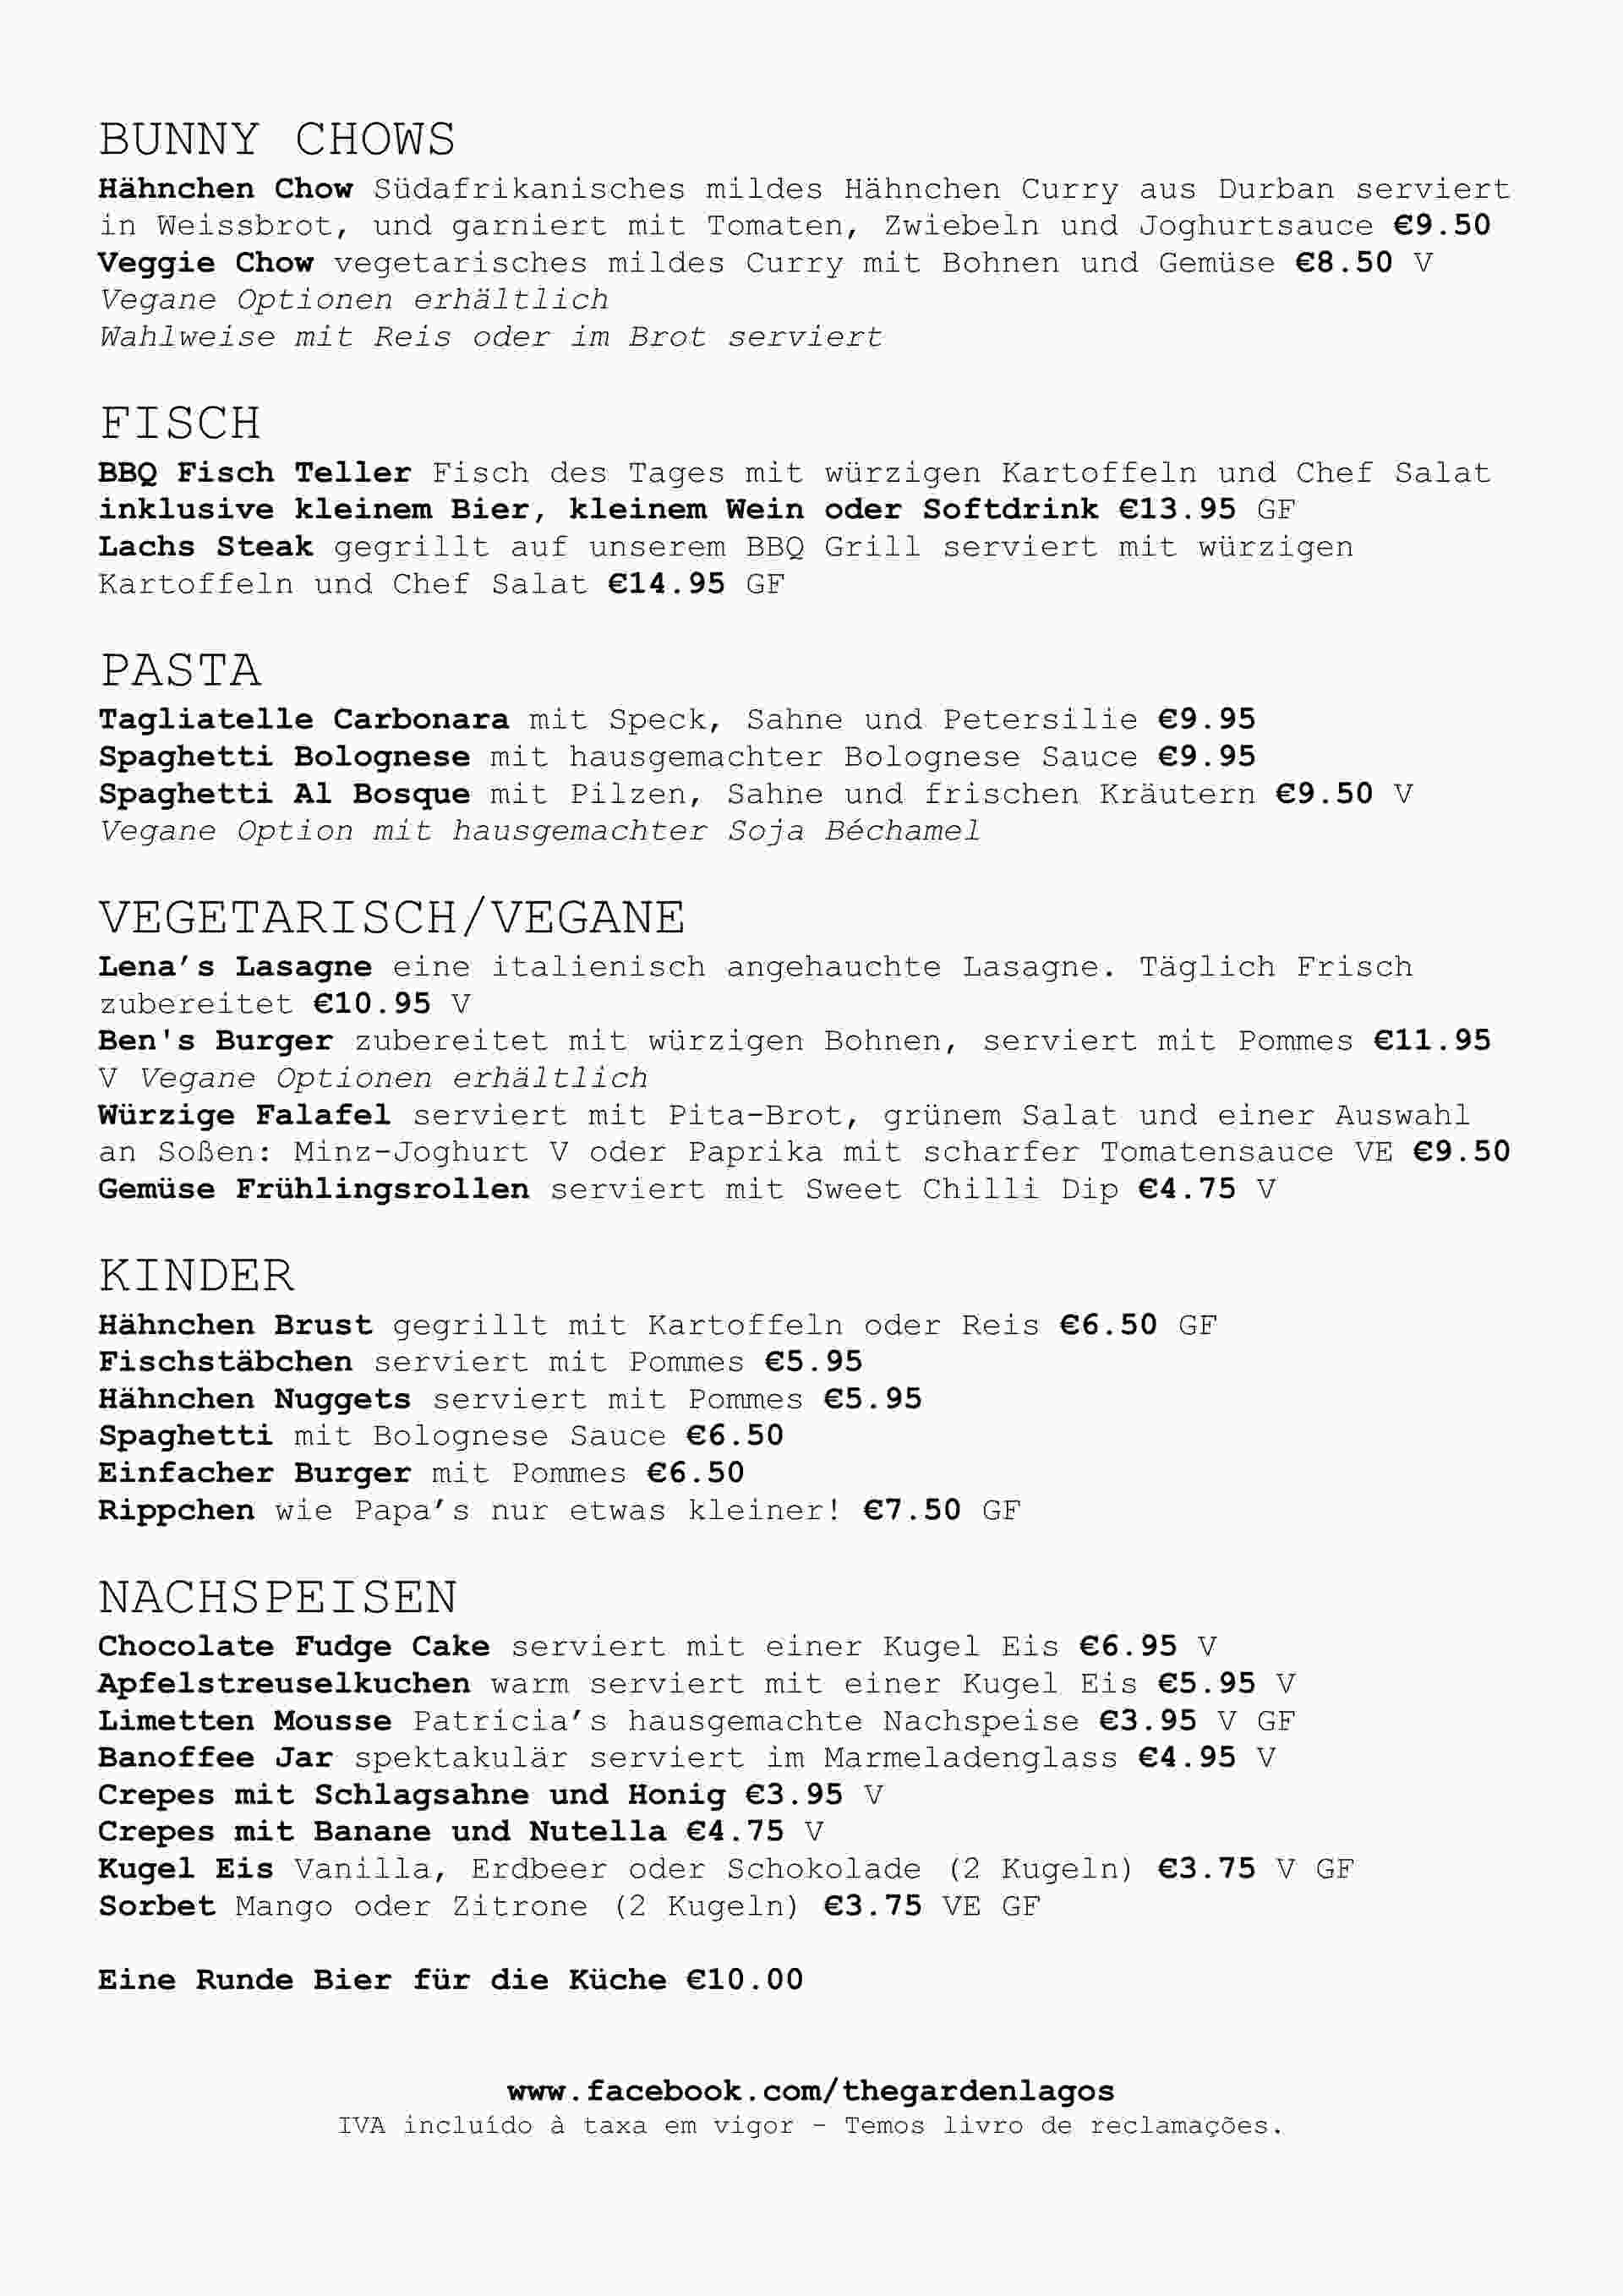 BUNNY CHOWS
Hähnchen Chow Südafrikanisches mildes Hähnchen Curry aus Durban serviert
in Weissbrot, und garniert mit Tomaten, Zwiebeln und Joghurtsauce €9.50
Veggie Chow vegetarisches mildes Curry mit Bohnen und Gemüse €8.50 V
Vegane Optionen erhältlich
Wahlweise mit Reis oder im Brot serviert
FISCH
BBQ Fisch Teller Fisch des Tages mit würzigen Kartoffeln und Chef Salat
inklusive kleinem Bier, kleinem Wein oder Softdrink €13.95 GF
Lachs Steak gegrillt auf unserem BBQ Grill serviert mit würzigen
Kartoffeln und Chef Salat €14.95 GF
PASTA
Tagliatelle Carbonara mit Speck, Sahne und Petersilie €9.95
Spaghetti Bolognese mit hausgemachter Bolognese Sauce €9.95
Spaghetti Al Bosque mit Pilzen, Sahne und frischen Kräutern €9.50 V
Vegane Option mit hausgemachter Soja Béchamel
VEGETARISCH/VEGANE
Lena’s Lasagne eine italienisch angehauchte Lasagne. Täglich Frisch
zubereitet €10.95 V
Ben's Burger zubereitet mit würzigen Bohnen, serviert mit Pommes €11.95
V Vegane Optionen erhältlich
Würzige Falafel serviert mit Pita-Brot, grünem Salat und einer Auswahl
an Soßen: Minz-Joghurt V oder Paprika mit scharfer Tomatensauce VE €9.50
Gemüse Frühlingsrollen serviert mit Sweet Chilli Dip €4.75 V
KINDER
Hähnchen Brust gegrillt mit Kartoffeln oder Reis €6.50 GF
Fischstäbchen serviert mit Pommes €5.95
Hähnchen Nuggets serviert mit Pommes €5.95
Spaghetti mit Bolognese Sauce €6.50
Einfacher Burger mit Pommes €6.50
Rippchen wie Papa’s nur etwas kleiner! €7.50 GF
NACHSPEISEN
Chocolate Fudge Cake serviert mit einer Kugel Eis €6.95 V
Apfelstreuselkuchen warm serviert mit einer Kugel Eis €5.95 V
Limetten Mousse Patricia’s hausgemachte Nachspeise €3.95 V GF
Banoffee Jar spektakulär serviert im Marmeladenglass €4.95 V
Crepes mit Schlagsahne und Honig €3.95 V
Crepes mit Banane und Nutella €4.75 V
Kugel Eis Vanilla, Erdbeer oder Schokolade (2 Kugeln) €3.75 V GF
Sorbet Mango oder Zitrone (2 Kugeln) €3.75 VE GF
Eine Runde Bier für die Küche €10.00
www.facebook.com/thegardenlagos
IVA incluído à taxa em vigor - Temos livro de reclamações.